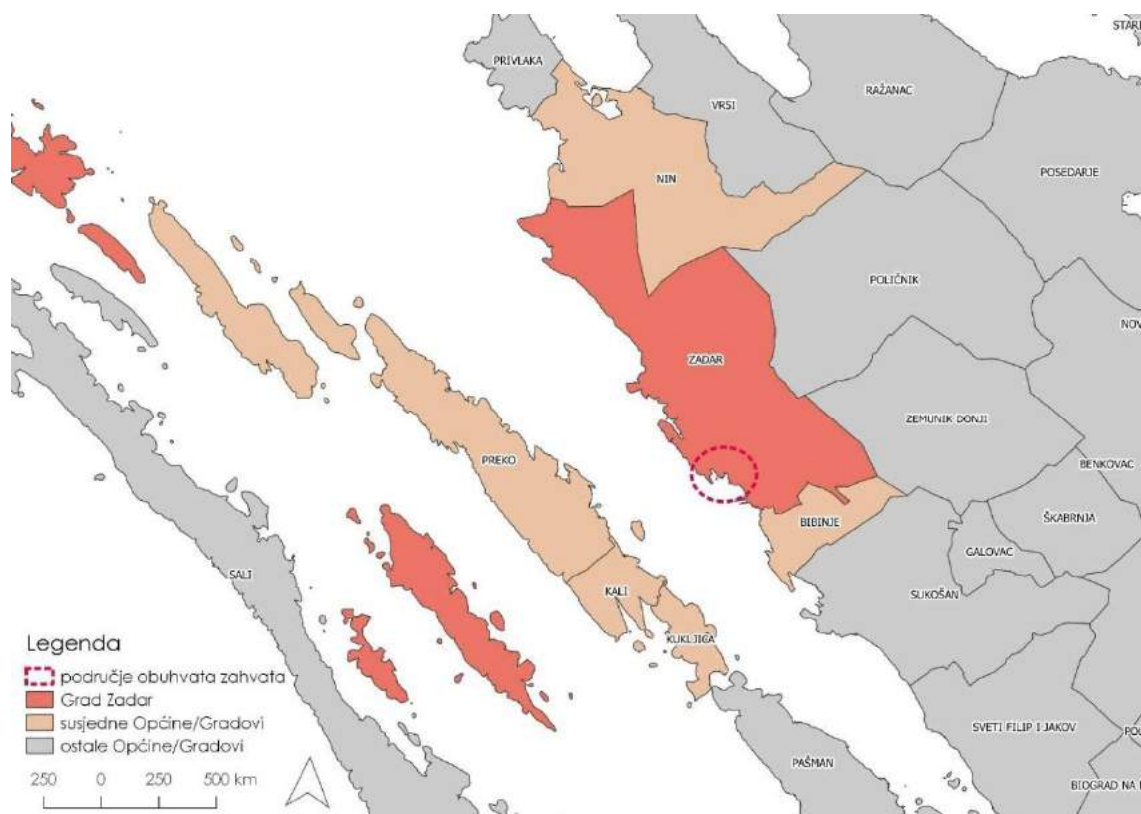 STARI
PRIVLAKA
RAŽANAC
VRSI
POSEDARJE
NIN
POLIČNIK
NOV
ZADAR
ZEMUNIK DONJI
PREKO
BENKOVAC
ŠKABRNJA
BIBINJE
GALOVAC
SALI
KALI
SUKOŠAN
KUKLJICA
Legenda
područje obuhvata zahvata
Grad Zadar
susjedne Općine/Gradovi
ostale Općine/Gradovi
SVETI FILIP I JAKOV
POL
PAŠMAN
BIOGRAD NA
250 0 250 500 km